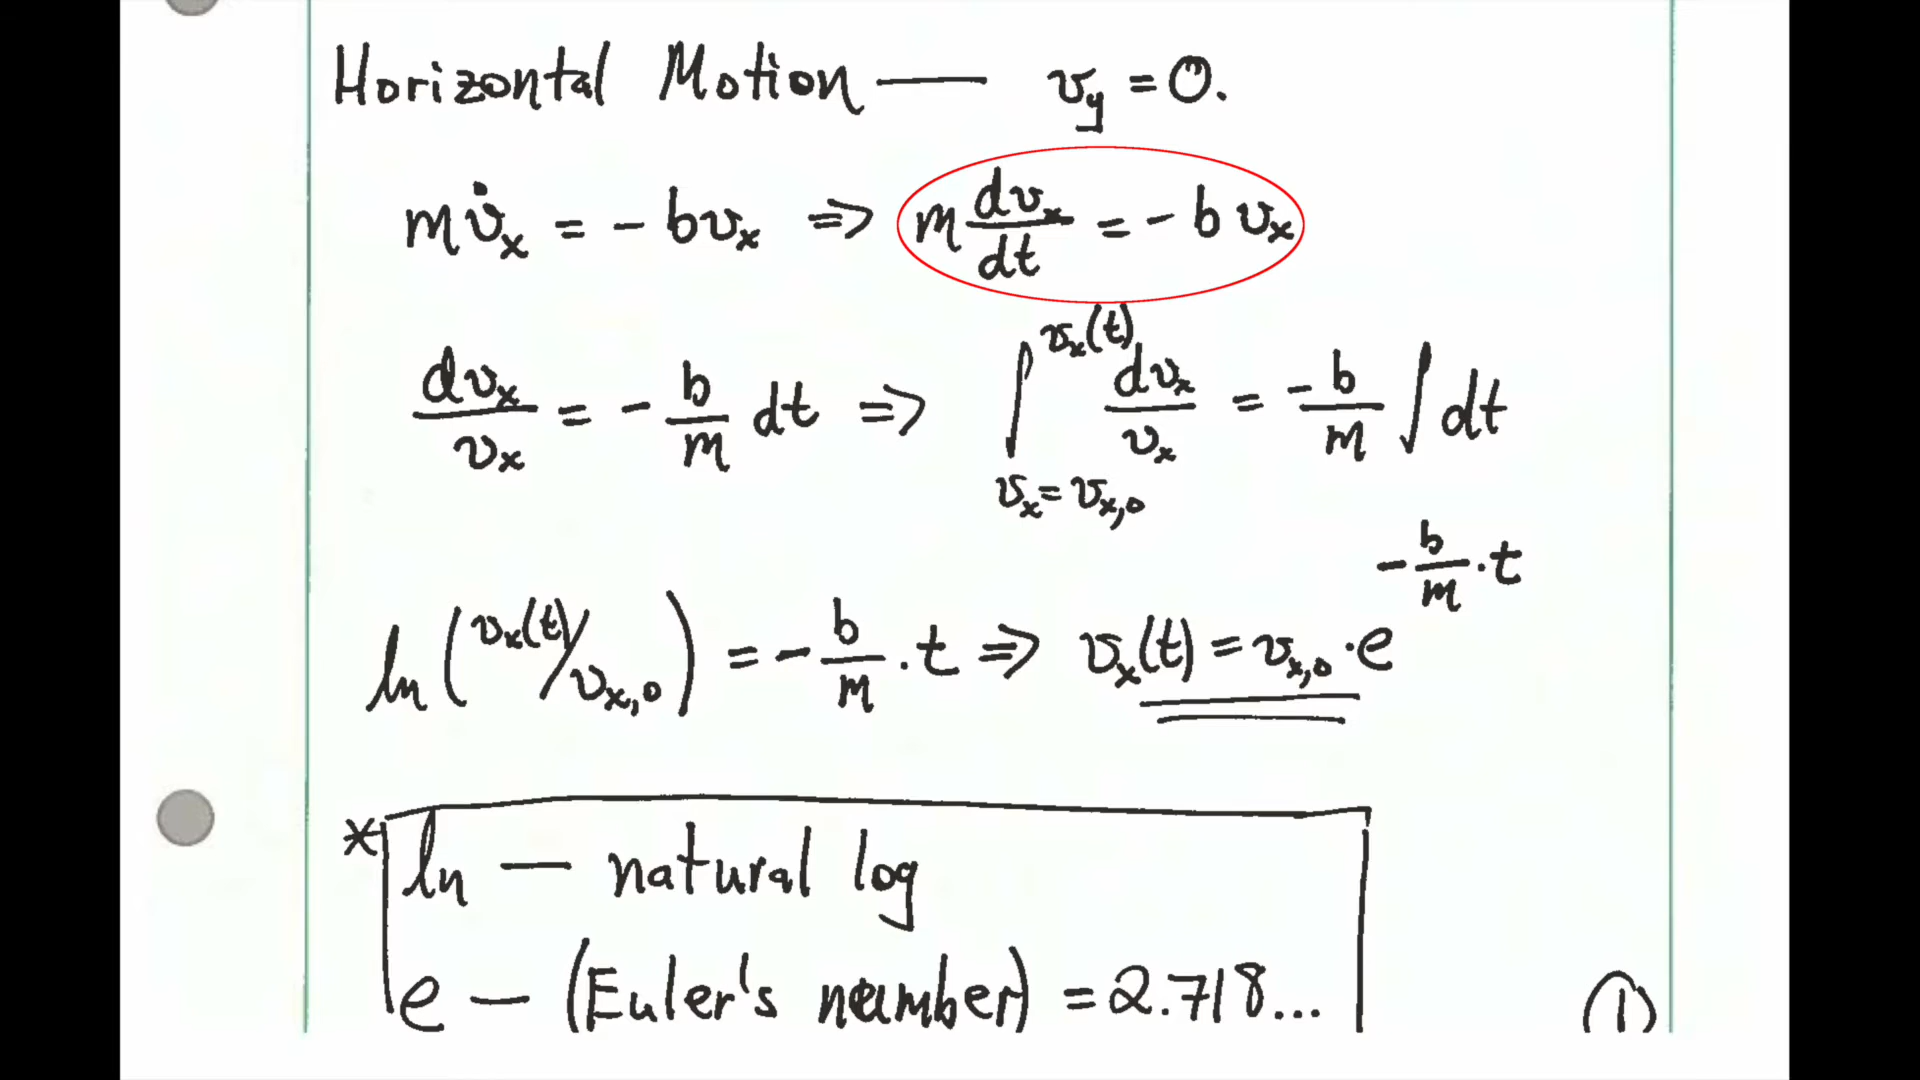 Horizontal Motion — v_y = 0.
m v̇_x = - b v_x ⇒ m dv_x/dt = - b v_x
dv_x/v_x = - b/m dt ⇒ ∫_{v_x = v_{x,0}}^{v_x(t)} dv_x/v_x = -b/m ∫ dt
ln(v_x(t)/v_{x,0}) = - b/m · t ⇒ v_x(t) = v_{x,0} · e^{- b/m · t}
* ln — natural log
e — (Euler's number) = 2.718...
1